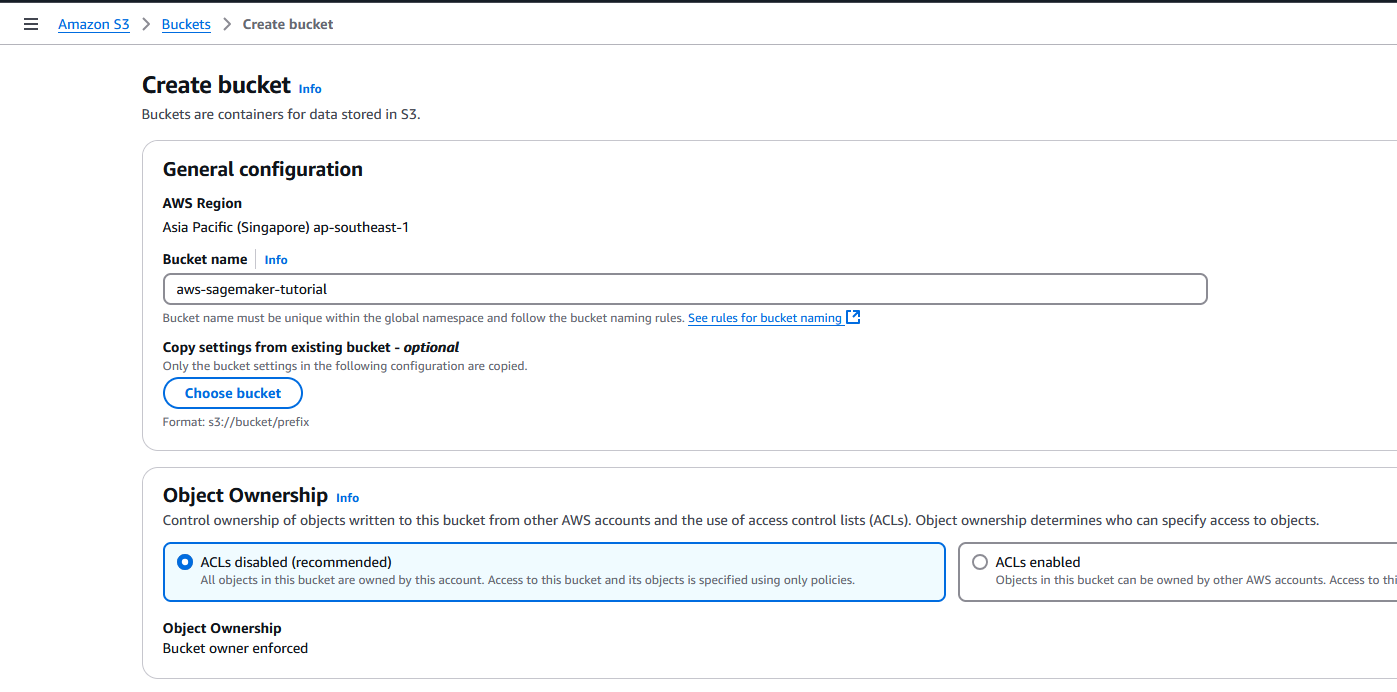 Amazon S3 > Buckets > Create bucket
Create bucket Info
Buckets are containers for data stored in S3.
General configuration
AWS Region
Asia Pacific (Singapore) ap-southeast-1
Bucket name Info
aws-sagemaker-tutorial
Bucket name must be unique within the global namespace and follow the bucket naming rules. See rules for bucket naming
Copy settings from existing bucket - optional
Only the bucket settings in the following configuration are copied.
Choose bucket
Format: s3://bucket/prefix
Object Ownership Info
Control ownership of objects written to this bucket from other AWS accounts and the use of access control lists (ACLs). Object ownership determines who can specify access to objects.
ACLs disabled (recommended)
All objects in this bucket are owned by this account. Access to this bucket and its objects is specified using only policies.
ACLs enabled
Objects in this bucket can be owned by other AWS accounts. Access to
Object Ownership
Bucket owner enforced